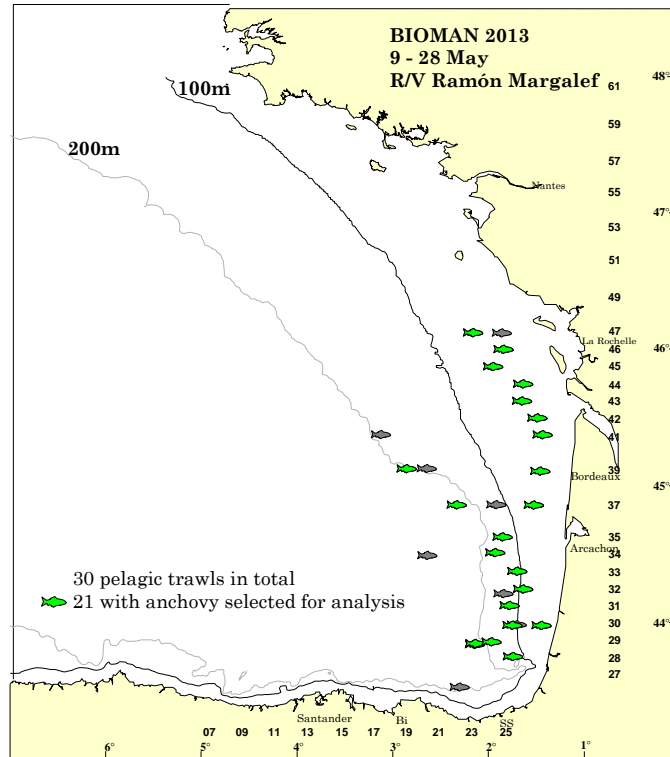 BIOMAN 2013
9 - 28 May
R/V Ramón Margalef
48°
61
100m
59
200m
57
Nantes
55
47°
53
51
49
47
La Rochelle
46
46°
45
44
43
42
41
39
Bordeaux
45°
37
35
Arcachon
34
33
30 pelagic trawls in total
32
21 with anchovy selected for analysis
31
30
44°
29
28
27
Santander
Bi
SS
07 09 11 13 15 17 19 21 23 25
6° 5° 4° 3° 2° 1°